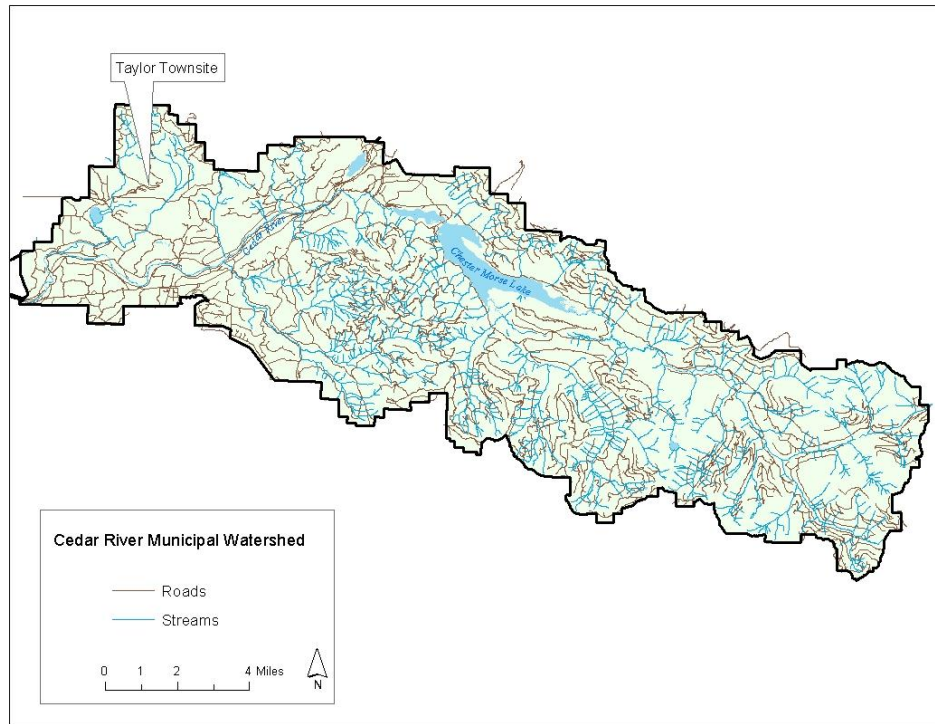 Taylor Townsite
Cedar River
Chester Morse Lake
Cedar River Municipal Watershed
Roads
Streams
0 1 2 4 Miles
N